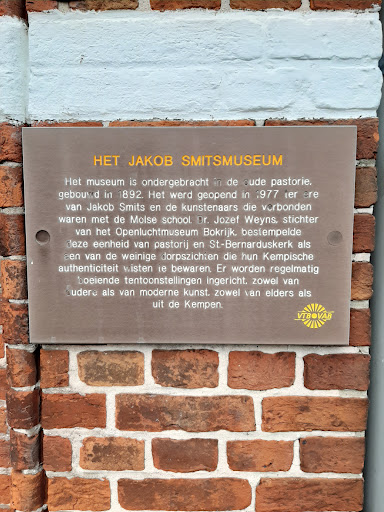 HET JAKOB SMITSMUSEUM
Het museum is ondergebracht in de oude pastorie,
gebouwd in 1892. Het werd geopend in 1977 ter ere
van Jakob Smits en de kunstenaars die verbonden
waren met de Molse school. Dr. Jozef Weyns, stichter
van het Openluchtmuseum Bokrijk, bestempelde
deze eenheid van pastorij en St.-Bernarduskerk als
een van de weinige dorpszichten die hun Kempische
authenticiteit wisten te bewaren. Er worden regelmatig
boeiende tentoonstellingen ingericht, zowel van
oudere als van moderne kunst, zowel van elders als
uit de Kempen.
VTB-VAB